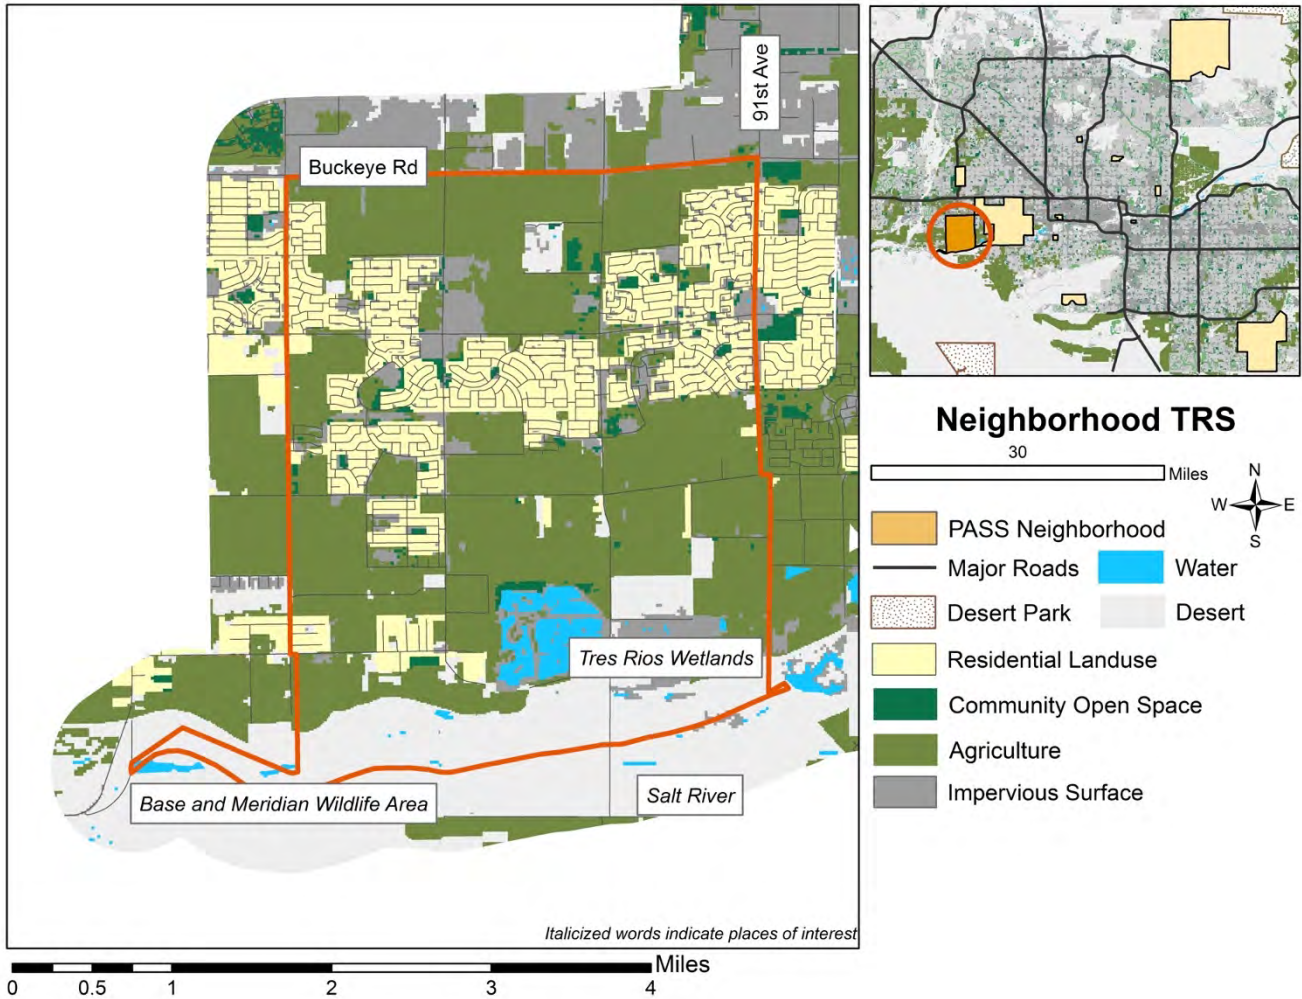 91st Ave
Buckeye Rd
Tres Rios Wetlands
Base and Meridian Wildlife Area
Salt River
Italicized words indicate places of interest
Miles
0 0.5 1 2 3 4
Neighborhood TRS
30
Miles
N
W E
S
PASS Neighborhood
Major Roads Water
Desert Park Desert
Residential Landuse
Community Open Space
Agriculture
Impervious Surface